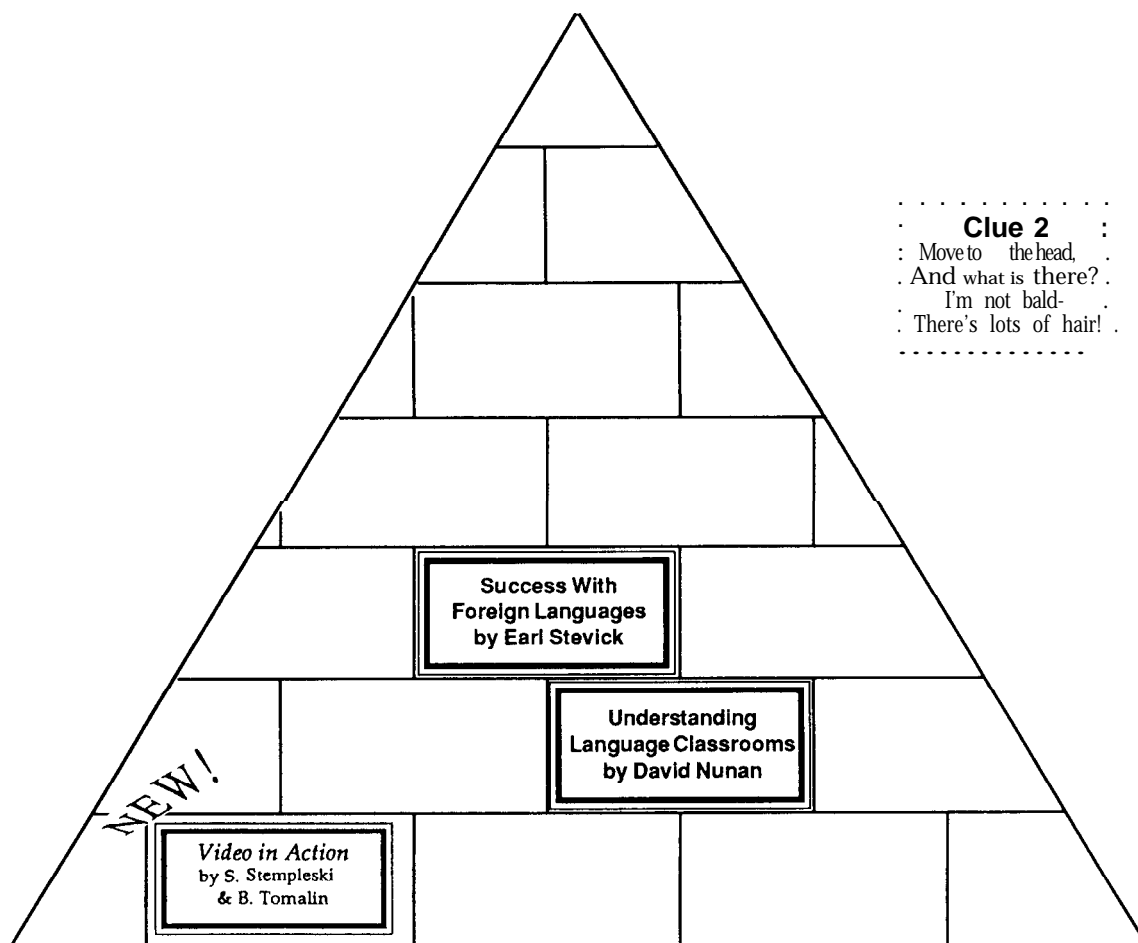 Clue 2
Move to the head,
And what is there?
I'm not bald-
There's lots of hair!
Success With
Foreign Languages
by Earl Stevick
Understanding
Language Classrooms
by David Nunan
NEW!
Video in Action
by S. Stempleski
& B. Tomalin